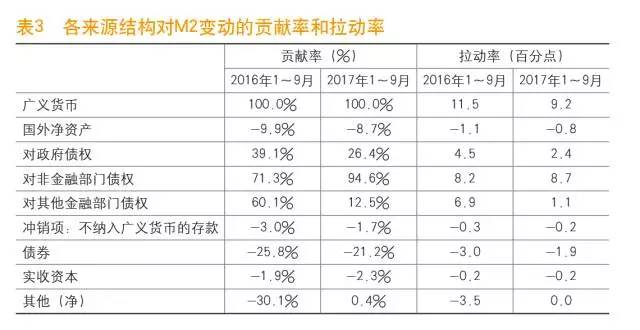 表3 各来源结构对M2变动的贡献率和拉动率
贡献率（%） 拉动率（百分点）
2016年1～9月 2017年1～9月 2016年1～9月 2017年1～9月
广义货币 100.0% 100.0% 11.5 9.2
国外净资产 -9.9% -8.7% -1.1 -0.8
对政府债权 39.1% 26.4% 4.5 2.4
对非金融部门债权 71.3% 94.6% 8.2 8.7
对其他金融部门债权 60.1% 12.5% 6.9 1.1
冲销项：不纳入广义货币的存款 -3.0% -1.7% -0.3 -0.2
债券 -25.8% -21.2% -3.0 -1.9
实收资本 -1.9% -2.3% -0.2 -0.2
其他（净） -30.1% 0.4% -3.5 0.0